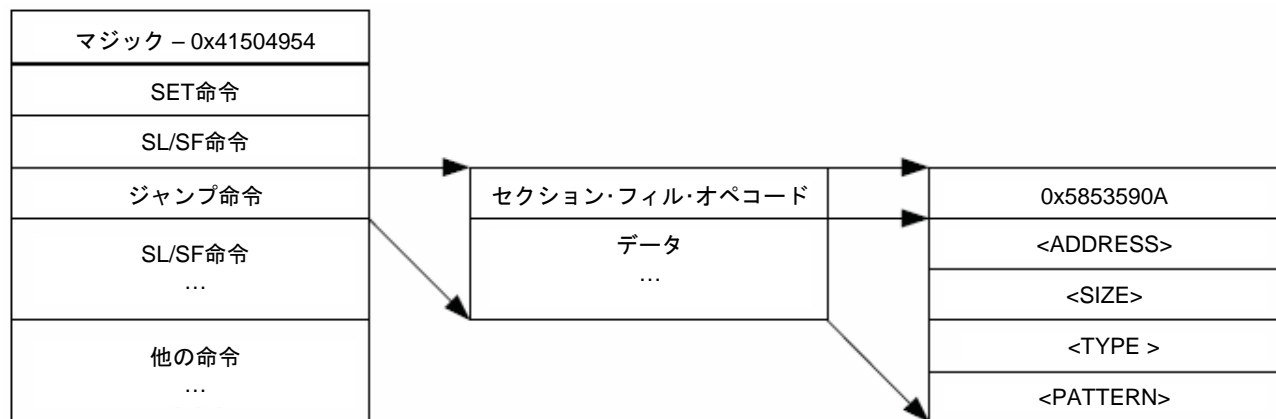 マジック – 0x41504954
SET命令
SL/SF命令
ジャンプ命令
SL/SF命令
…
他の命令
…
セクション･フィル･オペコード
データ
…
0x5853590A
<ADDRESS>
<SIZE>
<TYPE >
<PATTERN>